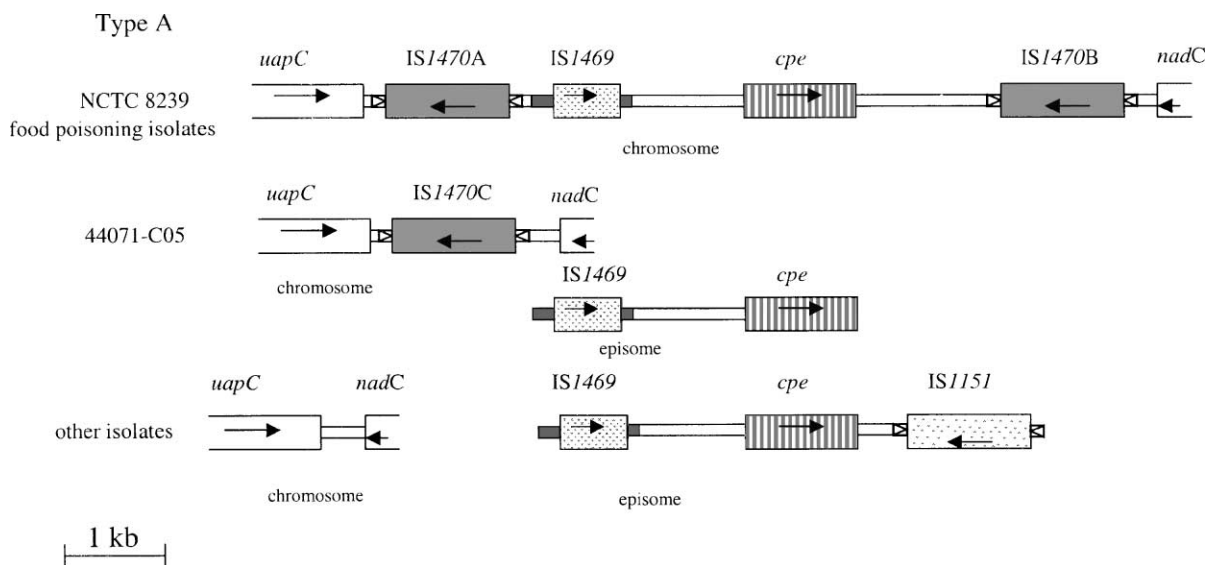 Type A
uapC IS1470A IS1469 cpe IS1470B nadC
NCTC 8239
food poisoning isolates
chromosome
uapC IS1470C nadC
44071-C05
IS1469 cpe
chromosome
episome
uapC nadC IS1469 cpe IS1151
other isolates
chromosome episome
1 kb